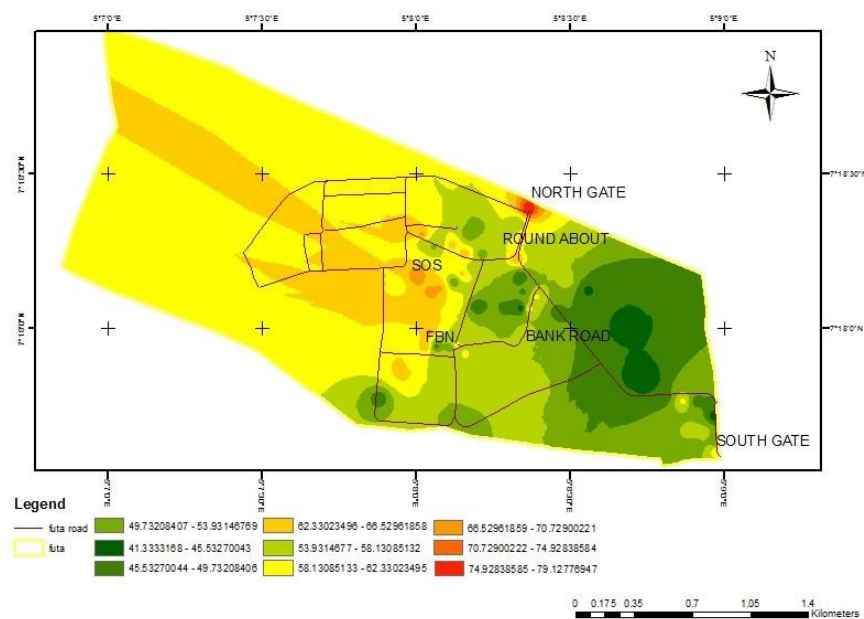 5°7'0"E 5°7'30"E 5°8'0"E 5°8'30"E 5°9'0"E
N
7°18'30"N 7°18'30"N
NORTH GATE
ROUND ABOUT
SOS
7°18'0"N FBN BANK ROAD 7°18'0"N
SOUTH GATE
5°7'0"E 5°7'30"E 5°8'0"E 5°8'30"E 5°9'0"E
Legend
futa road 49.73208407 - 53.93146769 62.33023496 - 66.52961858 66.52961859 - 70.72900221
futa 41.3333168 - 45.53270043 53.9314677 - 58.13085132 70.72900222 - 74.92838584
45.53270044 - 49.73208406 58.13085133 - 62.33023495 74.92838585 - 79.12776947
0 0.175 0.35 0.7 1.05 1.4
Kilometers